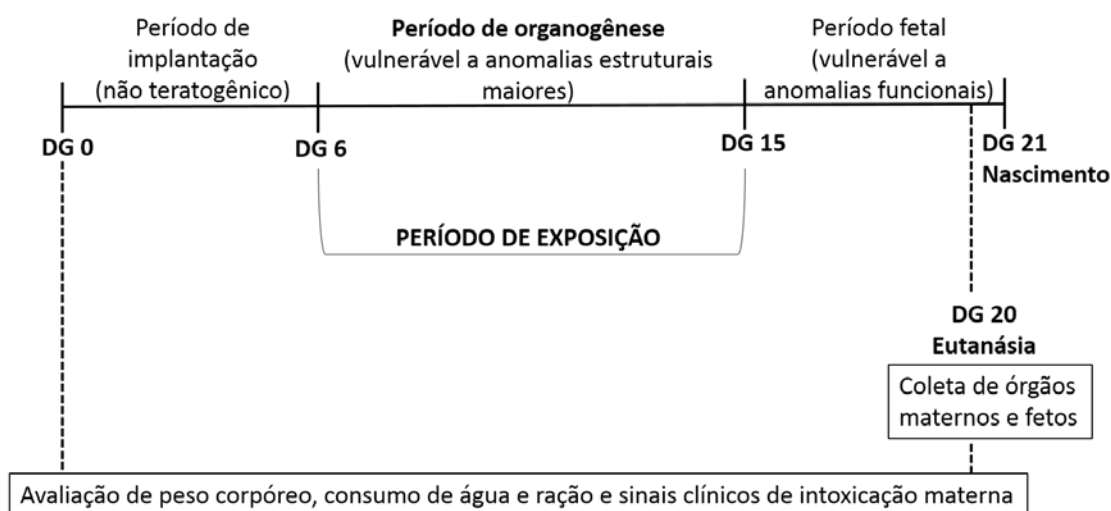 Período de
implantação
(não teratogênico)
Período de organogênese
(vulnerável a anomalias estruturais
maiores)
Período fetal
(vulnerável a
anomalias funcionais)
DG 0
DG 6
DG 15
DG 21
Nascimento
PERÍODO DE EXPOSIÇÃO
DG 20
Eutanásia
Coleta de órgãos
maternos e fetos
Avaliação de peso corpóreo, consumo de água e ração e sinais clínicos de intoxicação materna